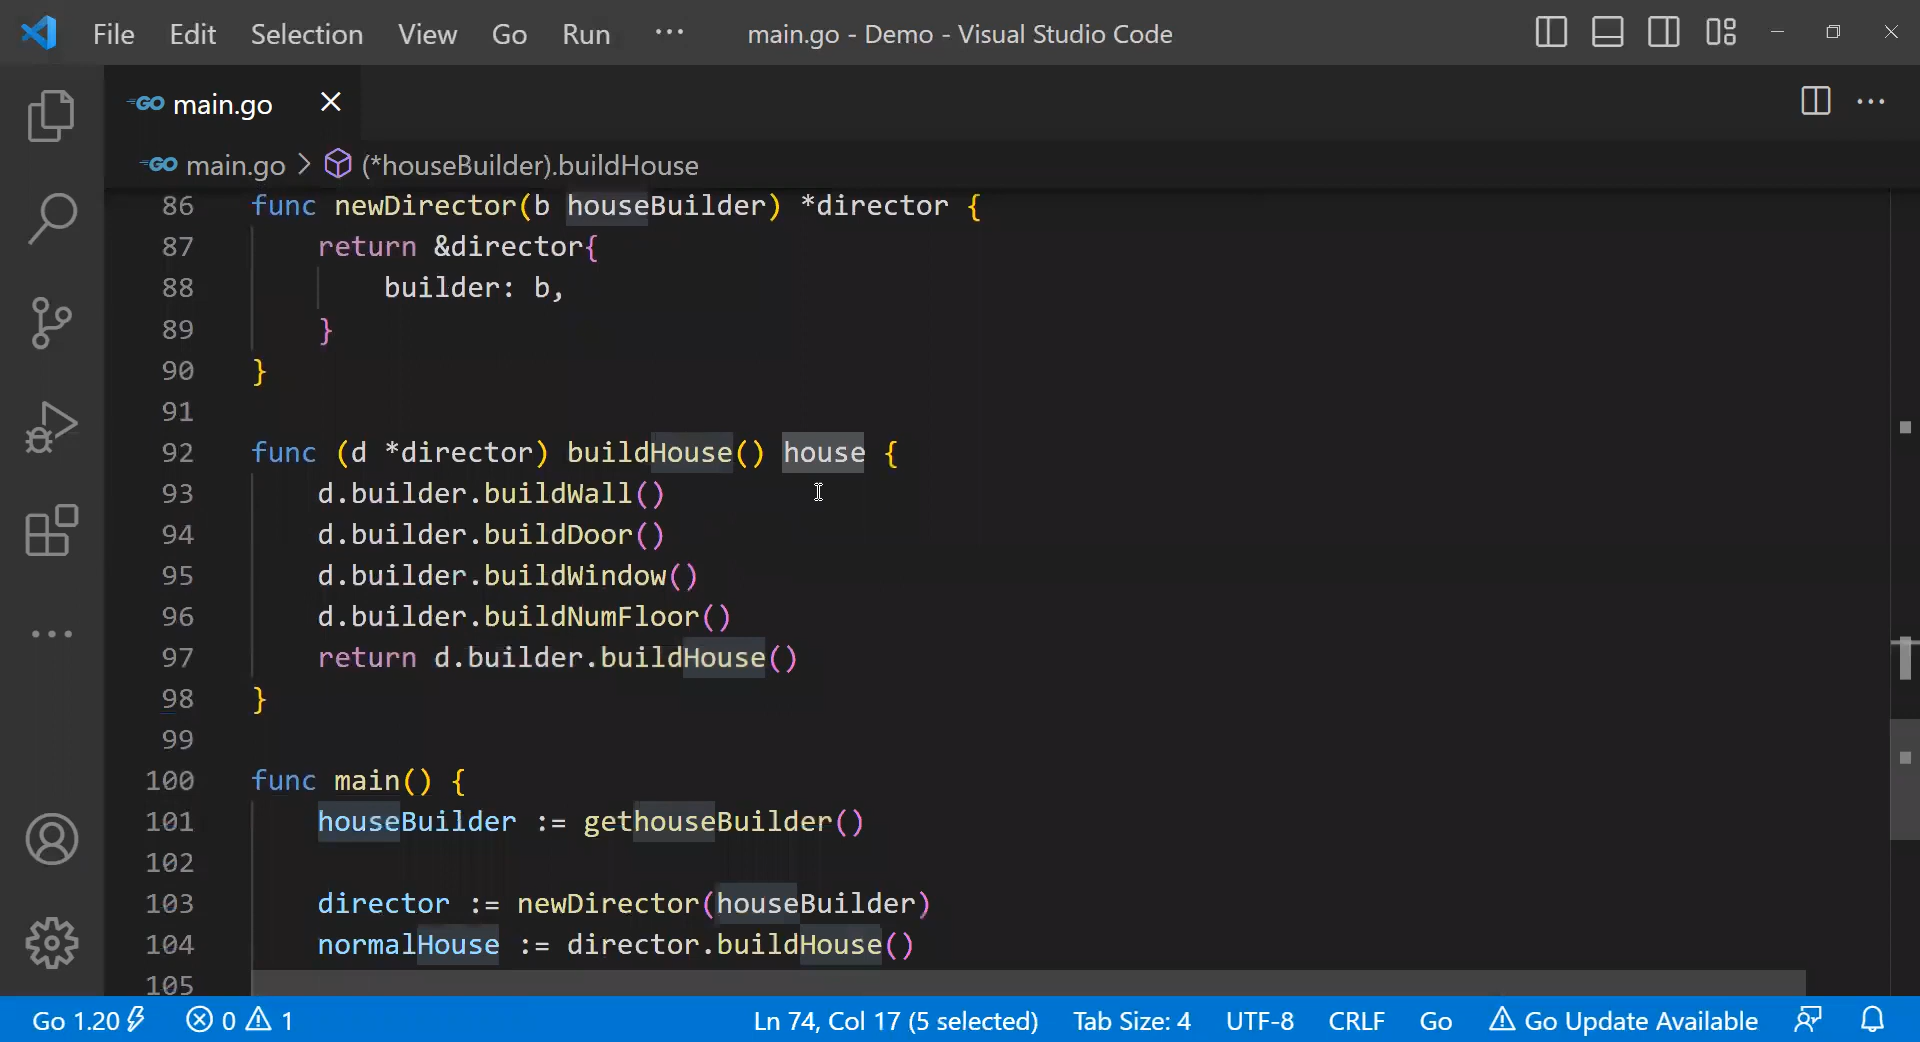 File Edit Selection View Go Run ··· main.go - Demo - Visual Studio Code
GO main.go
GO main.go > (*houseBuilder).buildHouse
86 func newDirector(b houseBuilder) *director {
87 return &director{
88 builder: b,
89 }
90 }
91
92 func (d *director) buildHouse() house {
93 d.builder.buildWall()
94 d.builder.buildDoor()
95 d.builder.buildWindow()
96 d.builder.buildNumFloor()
97 return d.builder.buildHouse()
98 }
99
100 func main() {
101 houseBuilder := gethouseBuilder()
102
103 director := newDirector(houseBuilder)
104 normalHouse := director.buildHouse()
105
Go 1.20 0 1 Ln 74, Col 17 (5 selected) Tab Size: 4 UTF-8 CRLF Go Go Update Available